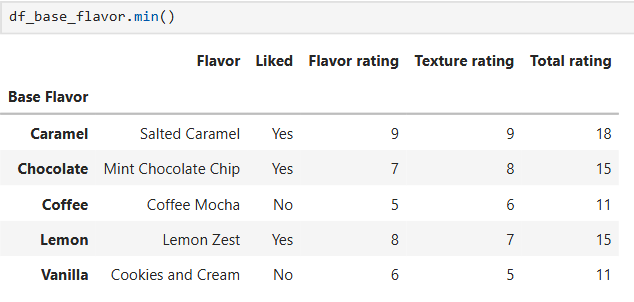 df_base_flavor.min()
Flavor Liked Flavor rating Texture rating Total rating
Base Flavor
Caramel Salted Caramel Yes 9 9 18
Chocolate Mint Chocolate Chip Yes 7 8 15
Coffee Coffee Mocha No 5 6 11
Lemon Lemon Zest Yes 8 7 15
Vanilla Cookies and Cream No 6 5 11